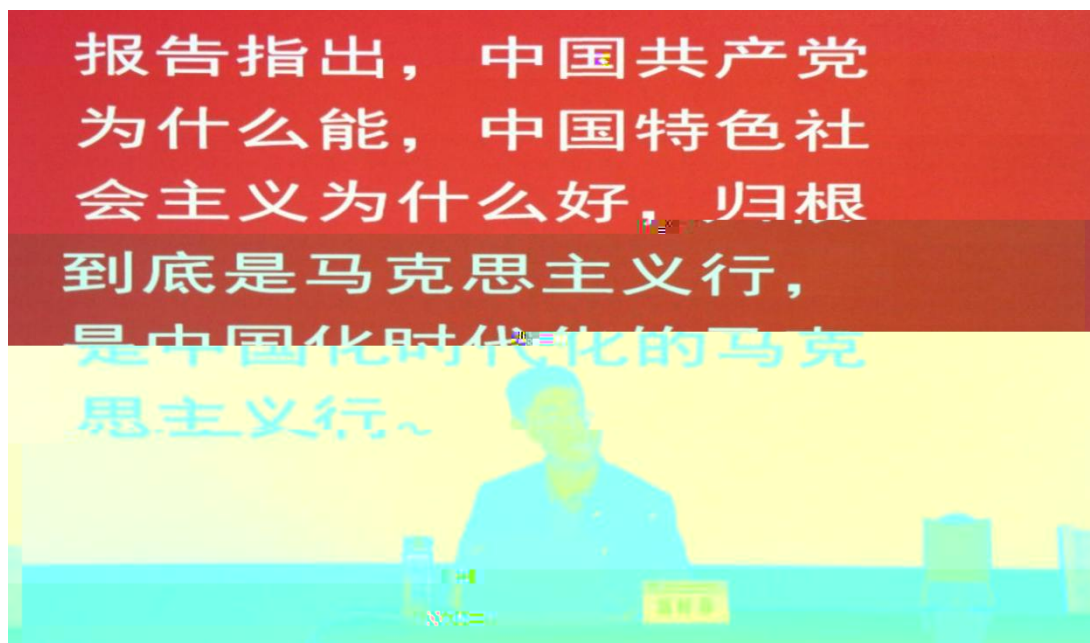 报告指出，中国共产党
为什么能，中国特色社
会主义为什么好，归根
到底是马克思主义行，
是中国化时代化的马克
思主义行。